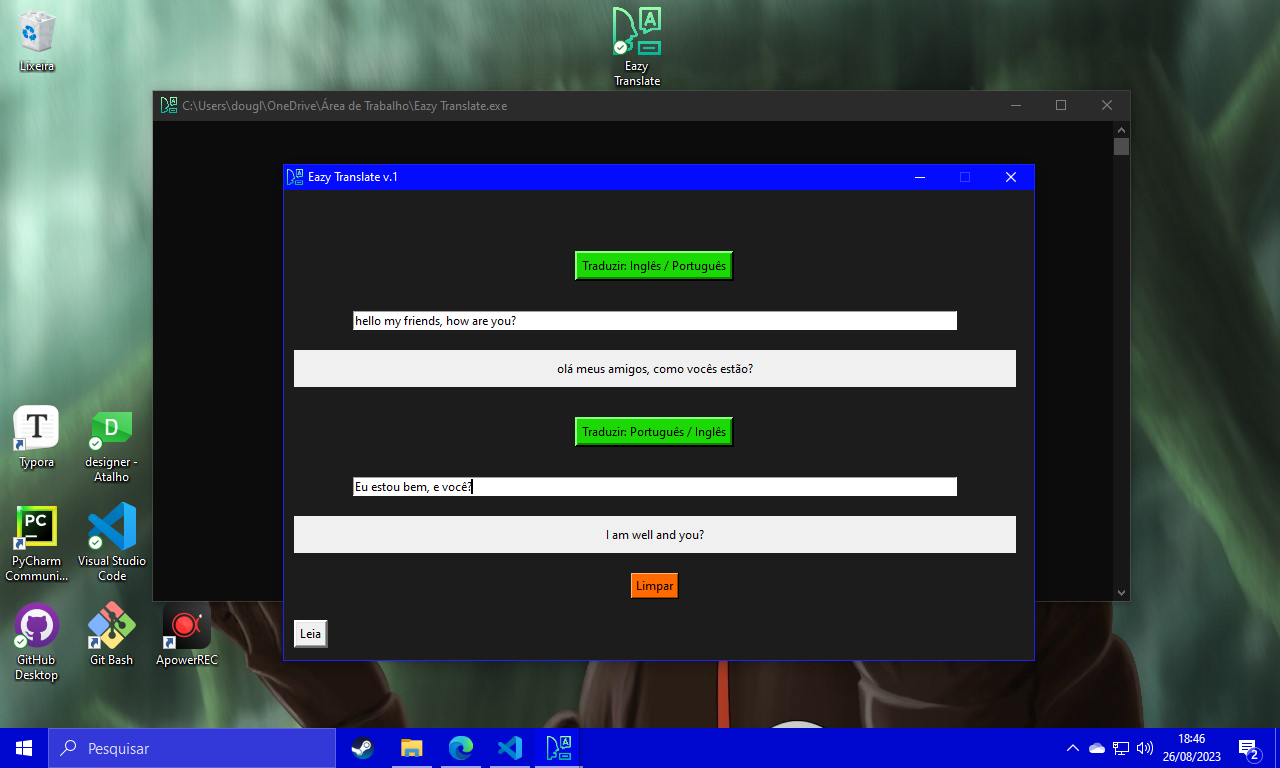 Lixeira
Eazy
Translate
C:\Users\dougl\OneDrive\Área de Trabalho\Eazy Translate.exe
Eazy Translate v.1
Traduzir: Inglês / Português
hello my friends, how are you?
olá meus amigos, como vocês estão?
Traduzir: Português / Inglês
Eu estou bem, e você?
I am well and you?
Limpar
Leia
Typora
designer -
Atalho
PyCharm
Communi...
Visual Studio
Code
GitHub
Desktop
Git Bash
ApowerREC
Pesquisar
18:46
26/08/2023
2